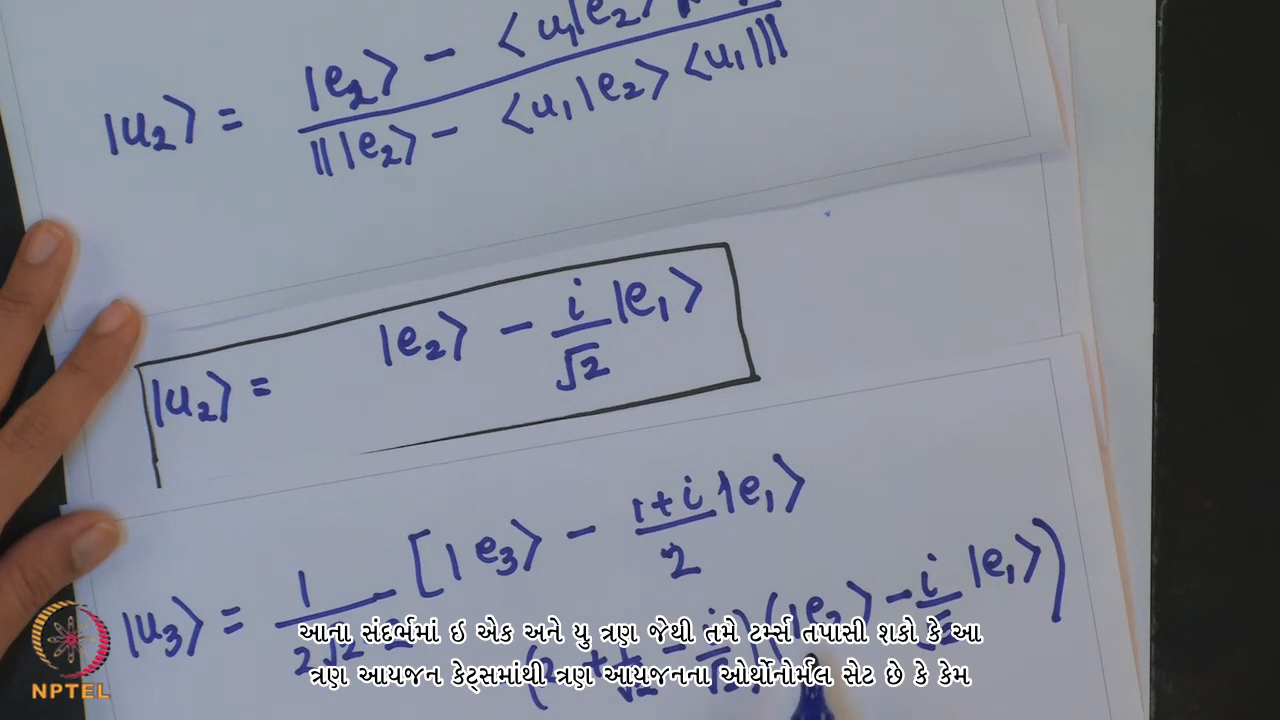 |e₂⟩ - ⟨u₁|e₂⟩
|u₂⟩ = || |e₂⟩ - ⟨u₁|e₂⟩ ⟨u₁|||
|u₂⟩ = |e₂⟩ - i/√2 |e₁⟩
|u₃⟩ = 1/2√2 [|e₃⟩ - 1+i/2 |e₁⟩
(|e₂⟩ - i/√2 |e₁⟩)
આના સંદર્ભમાં ઈ એક અને યુ ત્રણ જેથી તમે ટર્મ્સ તપાસી શકો કે આ
ત્રણ આયજન કેટ્સમાંથી ત્રણ આયજનના ઓર્થોનોર્મલ સેટ છે કે કેમ
NPTEL